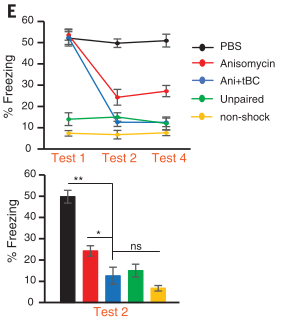 E
% Freezing
60
50
40
30
20
10
0
Test 1 Test 2 Test 4
PBS
Anisomycin
Ani+tBC
Unpaired
non-shock
% Freezing
60
50
40
30
20
10
0
**
*
ns
Test 2